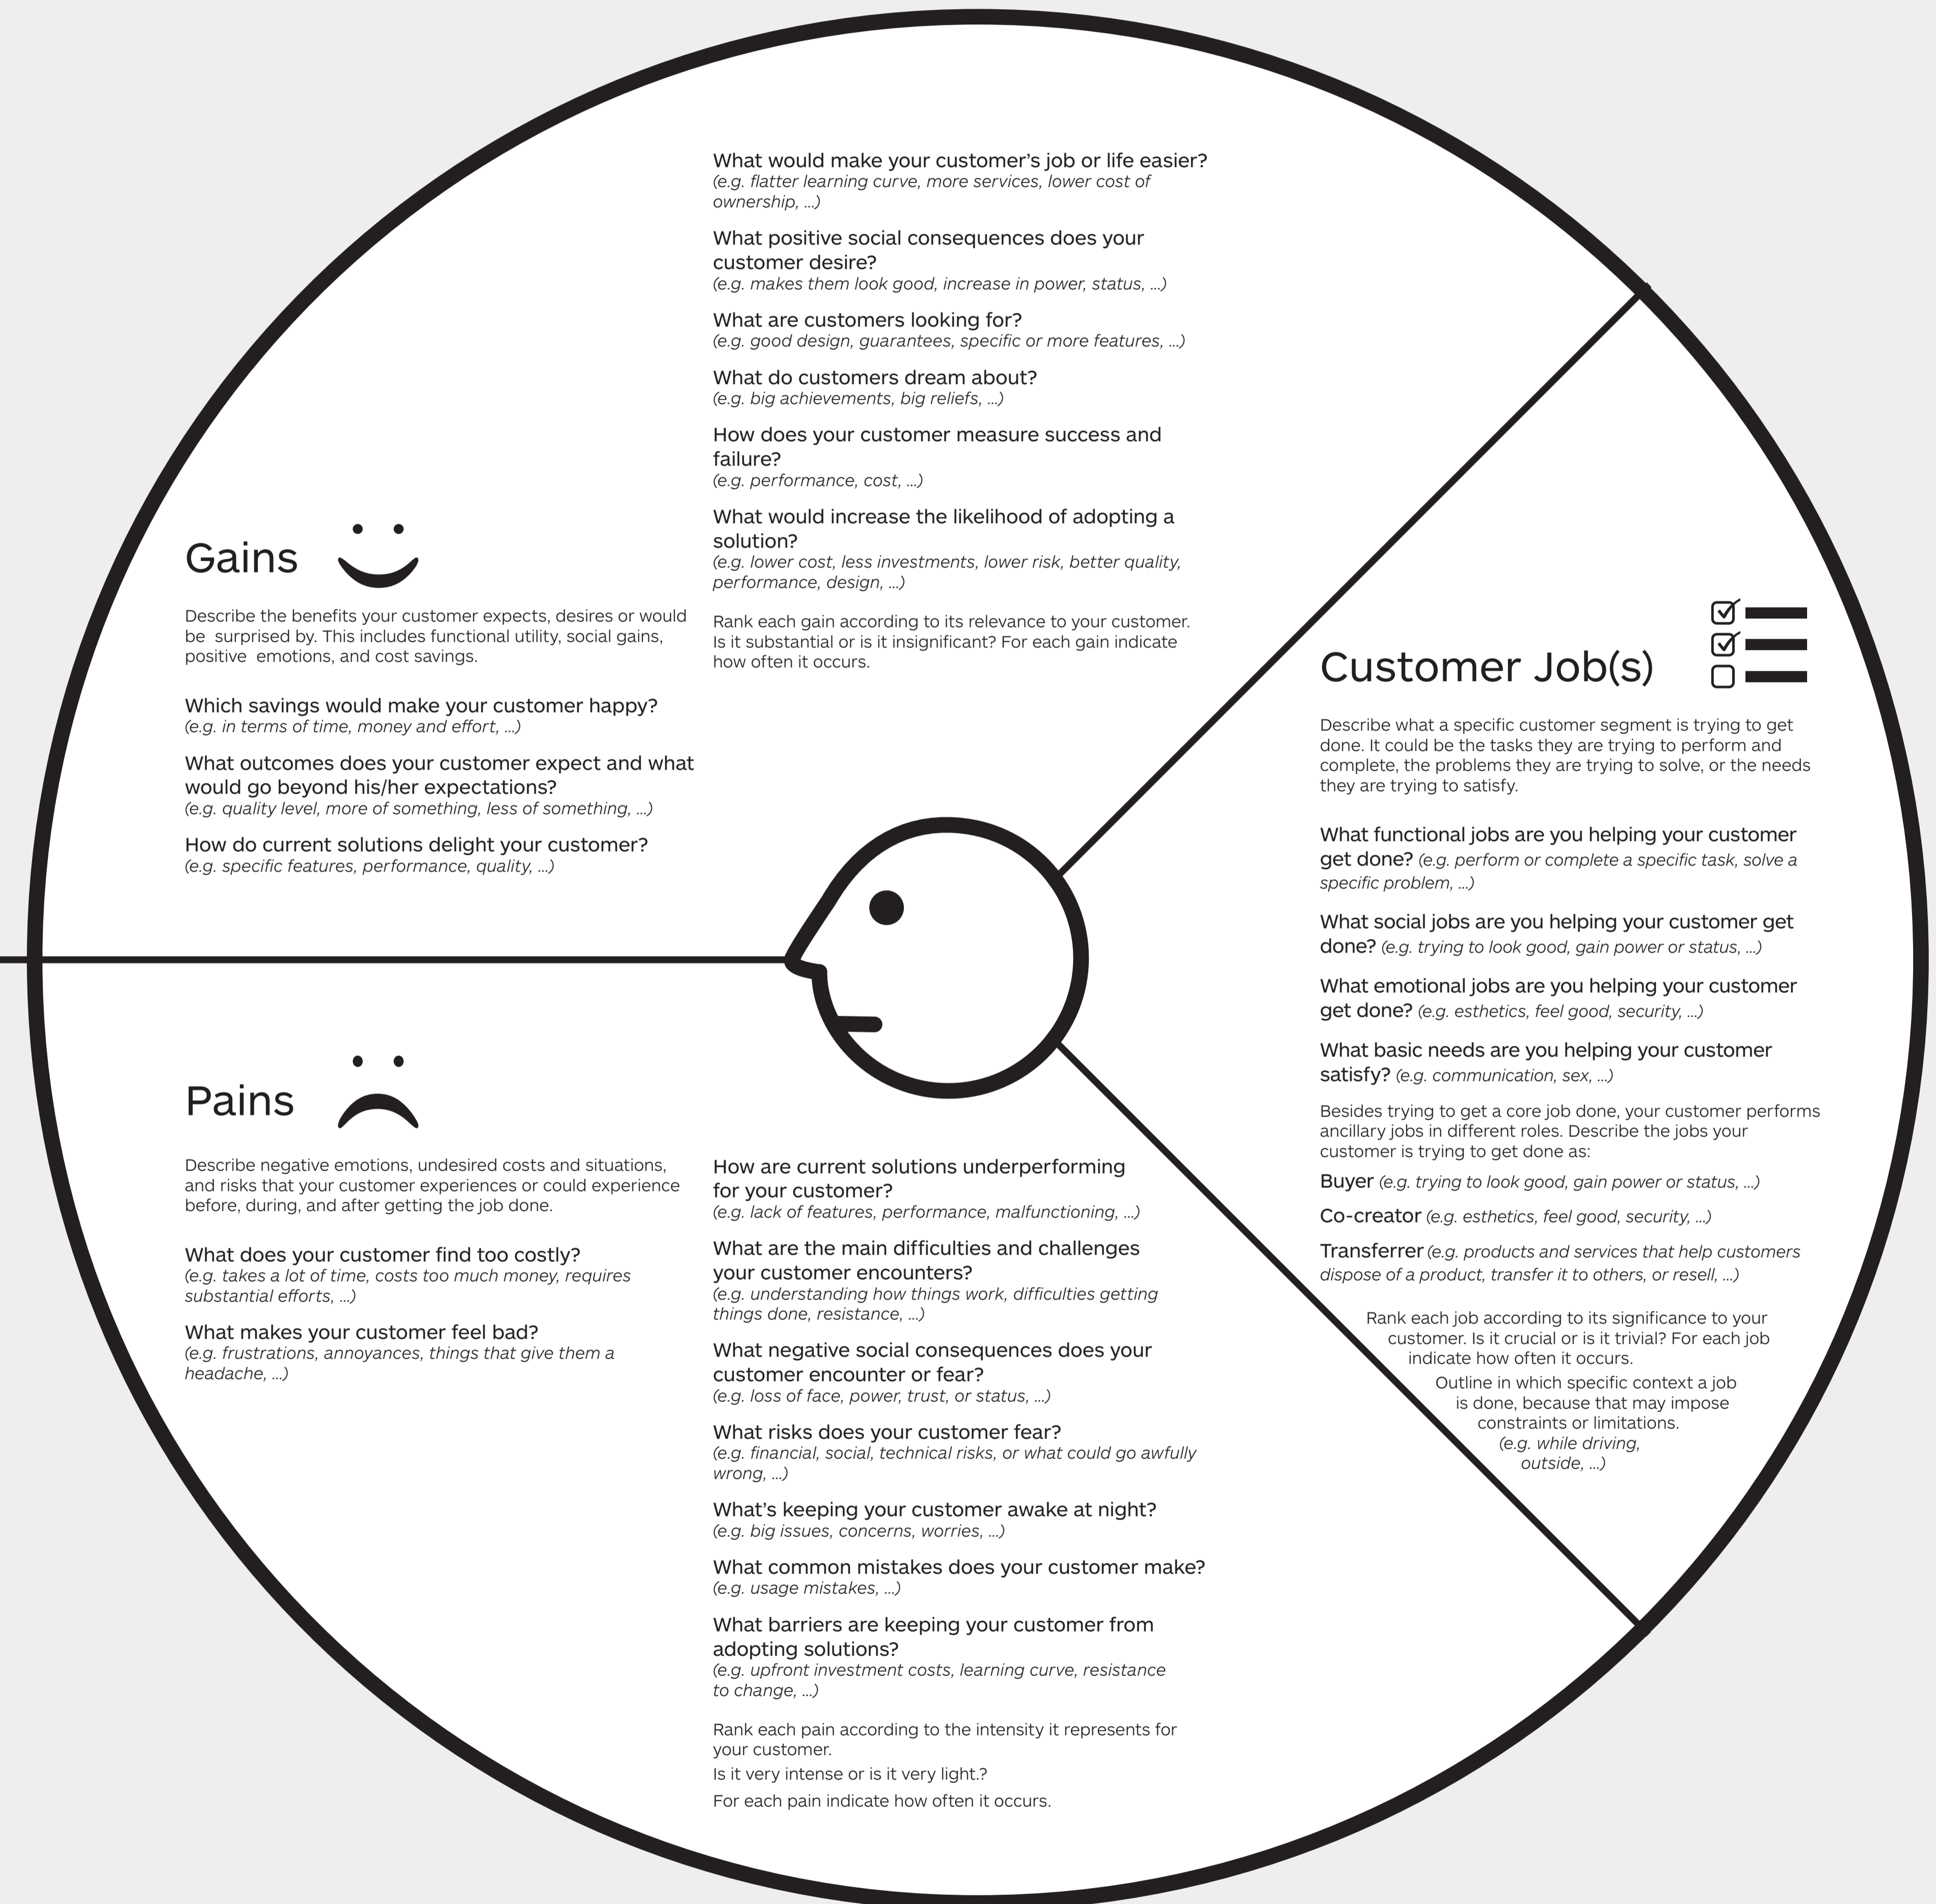 Gains
Describe the benefits your customer expects, desires or would
be  surprised by. This includes functional utility, social gains,
positive  emotions, and cost savings.
Which savings would make your customer happy?
(e.g. in terms of time, money and effort, ...)
What outcomes does your customer expect and what
would go beyond his/her expectations?
(e.g. quality level, more of something, less of something, ...)
How do current solutions delight your customer?
(e.g. specific features, performance, quality, ...)
What would make your customer’s job or life easier?
(e.g. flatter learning curve, more services, lower cost of
ownership, ...)
What positive social consequences does your
customer desire?
(e.g. makes them look good, increase in power, status, ...)
What are customers looking for?
(e.g. good design, guarantees, specific or more features, ...)
What do customers dream about?
(e.g. big achievements, big reliefs, ...)
How does your customer measure success and
failure?
(e.g. performance, cost, ...)
What would increase the likelihood of adopting a
solution?
(e.g. lower cost, less investments, lower risk, better quality,
performance, design, ...)
Rank each gain according to its relevance to your customer.
Is it substantial or is it insignificant? For each gain indicate
how often it occurs.
Customer Job(s)
Describe what a specific customer segment is trying to get
done. It could be the tasks they are trying to perform and
complete, the problems they are trying to solve, or the needs
they are trying to satisfy.
What functional jobs are you helping your customer
get done? (e.g. perform or complete a specific task, solve a
specific problem, ...)
What social jobs are you helping your customer get
done? (e.g. trying to look good, gain power or status, ...)
What emotional jobs are you helping your customer
get done? (e.g. esthetics, feel good, security, ...)
What basic needs are you helping your customer
satisfy? (e.g. communication, sex, ...)
Besides trying to get a core job done, your customer performs
ancillary jobs in different roles. Describe the jobs your
customer is trying to get done as:
Buyer (e.g. trying to look good, gain power or status, ...)
Co-creator (e.g. esthetics, feel good, security, ...)
Transferrer (e.g. products and services that help customers
dispose of a product, transfer it to others, or resell, ...)
Rank each job according to its significance to your
customer. Is it crucial or is it trivial? For each job
indicate how often it occurs.
Outline in which specific context a job
is done, because that may impose
constraints or limitations.
(e.g. while driving,
outside, ...)
Pains
Describe negative emotions, undesired costs and situations,
and risks that your customer experiences or could experience
before, during, and after getting the job done.
What does your customer find too costly?
(e.g. takes a lot of time, costs too much money, requires
substantial efforts, ...)
What makes your customer feel bad?
(e.g. frustrations, annoyances, things that give them a
headache, ...)
How are current solutions underperforming
for your customer?
(e.g. lack of features, performance, malfunctioning, ...)
What are the main difficulties and challenges
your customer encounters?
(e.g. understanding how things work, difficulties getting
things done, resistance, ...)
What negative social consequences does your
customer encounter or fear?
(e.g. loss of face, power, trust, or status, ...)
What risks does your customer fear?
(e.g. financial, social, technical risks, or what could go awfully
wrong, ...)
What’s keeping your customer awake at night?
(e.g. big issues, concerns, worries, ...)
What common mistakes does your customer make?
(e.g. usage mistakes, ...)
What barriers are keeping your customer from
adopting solutions?
(e.g. upfront investment costs, learning curve, resistance
to change, ...)
Rank each pain according to the intensity it represents for
your customer.
Is it very intense or is it very light.?
For each pain indicate how often it occurs.